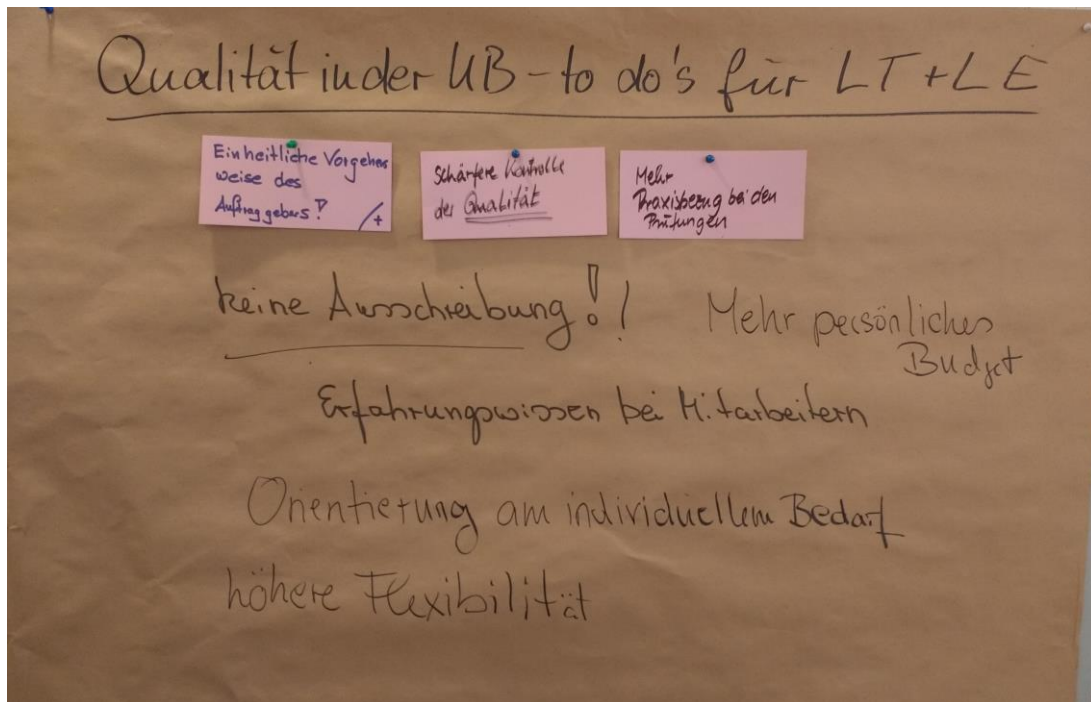 Qualität in der UB - to do's für LT + LE
Einheitliche Vorgehens
weise des
Auftraggebers! /+
Schärfere Kontrolle
der Qualität
Mehr
Praxisbezug bei den
Prüfungen
keine Ausschreibung!!
Mehr persönliches
Budget
Erfahrungswissen bei Mitarbeitern
Orientierung am individuellem Bedarf
höhere Flexibilität